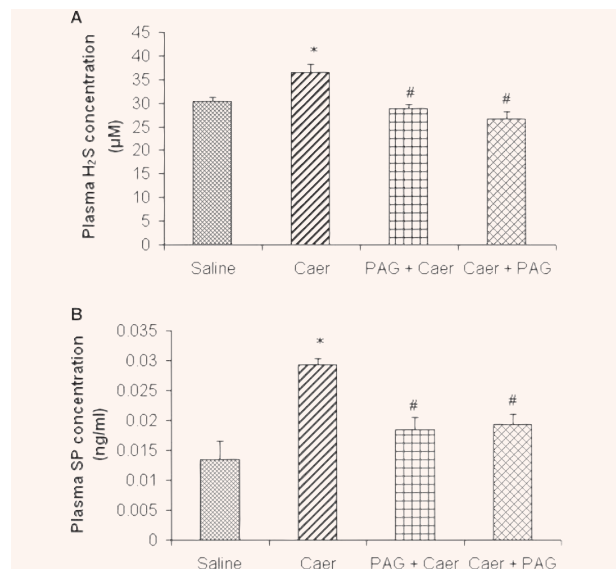 A
Plasma H₂S concentration
(µM)
45
40
35
30
25
20
15
10
5
0
*
#
#
Saline
Caer
PAG + Caer
Caer + PAG
B
Plasma SP concentration
(ng/ml)
0.035
0.03
0.025
0.02
0.015
0.01
0.005
0
*
#
#
Saline
Caer
PAG + Caer
Caer + PAG